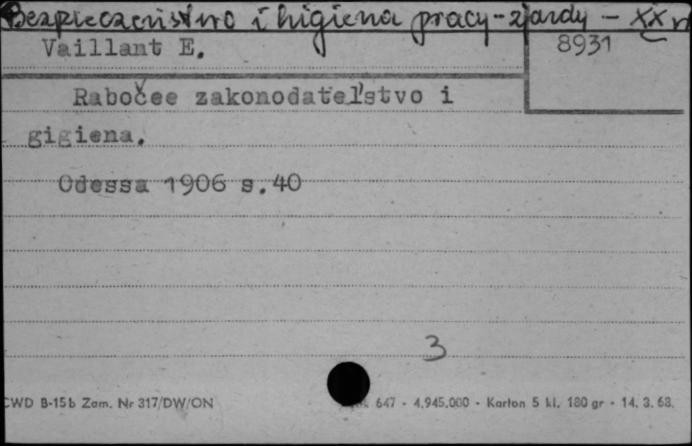 Bezpieczeństwo i higiena pracy-zjazdy - XX w
Vaillant E.
8931
Rabočee zakonodatel'stvo i
gigiena.
Odessa 1906 s.40
3
CWD B-15b Zam. Nr 317/DW/ON
647 - 4.945.000 - Karton 5 kl. 180 gr - 14. 3. 68.